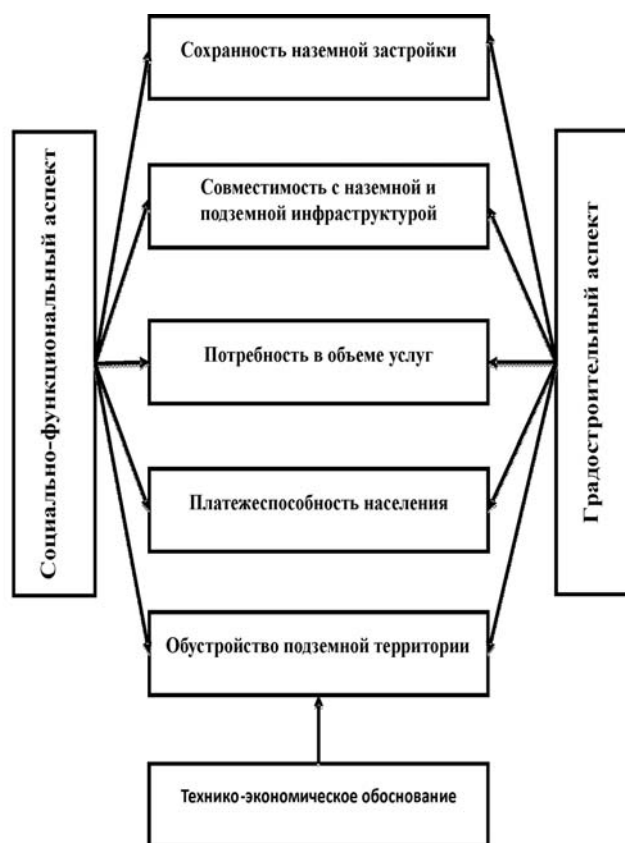 Сохранность наземной застройки
Социально-функциональный аспект
Градостроительный аспект
Совместимость с наземной и
подземной инфраструктурой
Потребность в объеме услуг
Платежеспособность населения
Обустройство подземной территории
Технико-экономическое обоснование